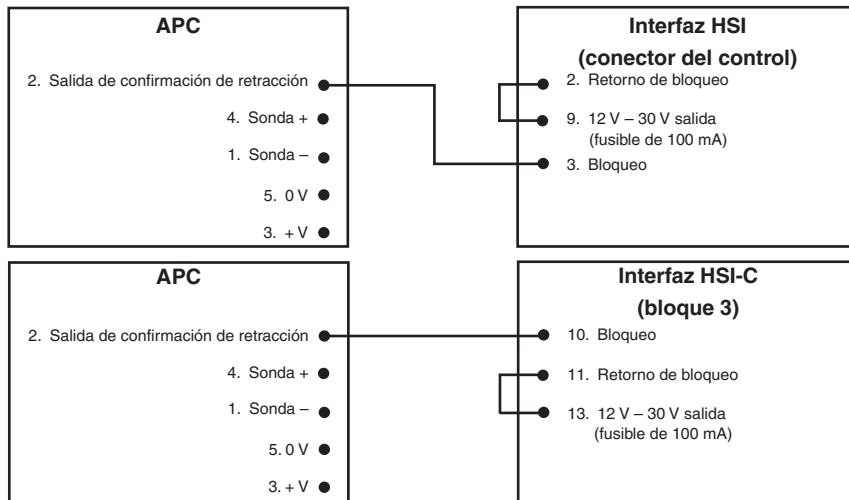 APC
2. Salida de confirmación de retracción
4. Sonda +
1. Sonda –
5. 0 V
3. + V
Interfaz HSI
(conector del control)
2. Retorno de bloqueo
9. 12 V – 30 V salida
(fusible de 100 mA)
3. Bloqueo
APC
2. Salida de confirmación de retracción
4. Sonda +
1. Sonda –
5. 0 V
3. + V
Interfaz HSI-C
(bloque 3)
10. Bloqueo
11. Retorno de bloqueo
13. 12 V – 30 V salida
(fusible de 100 mA)